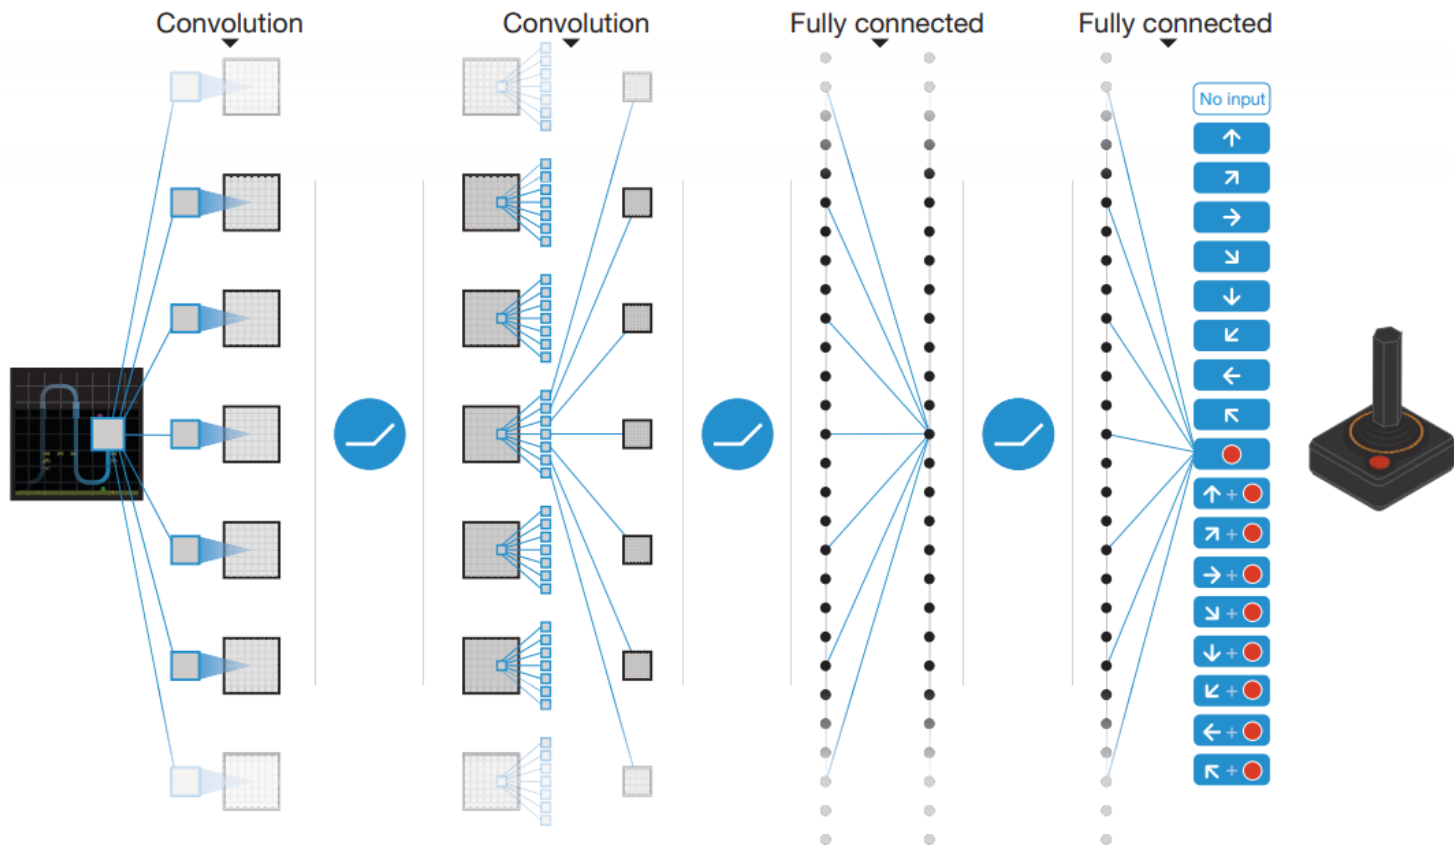 Convolution
Convolution
Fully connected
Fully connected
No input
+
+
+
+
+
+
+
+